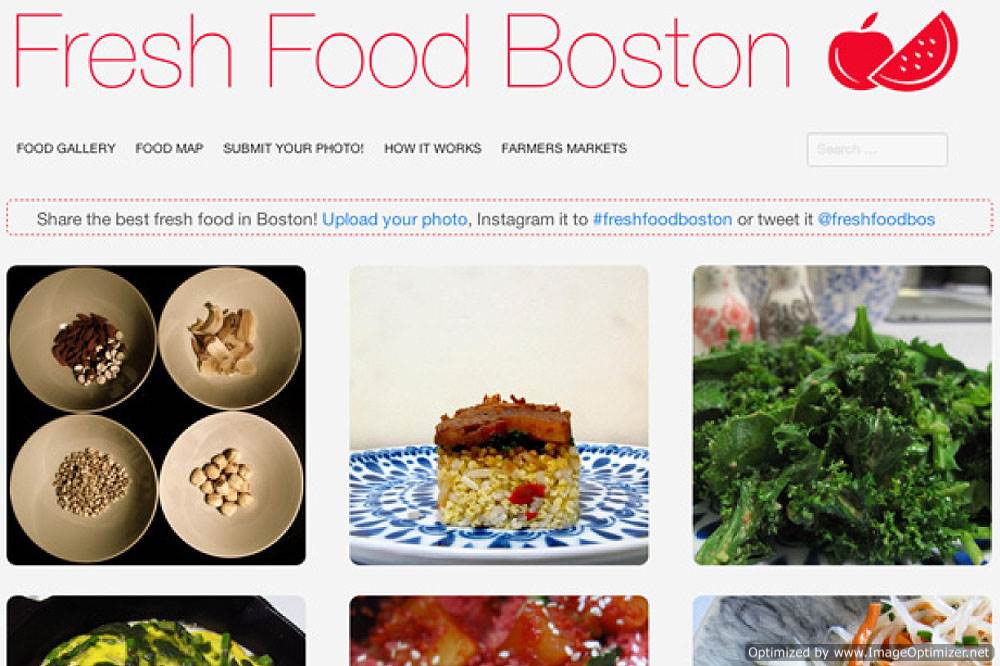 Fresh Food Boston
FOOD GALLERY FOOD MAP SUBMIT YOUR PHOTO! HOW IT WORKS FARMERS MARKETS
Search ...
Share the best fresh food in Boston! Upload your photo, Instagram it to #freshfoodboston or tweet it @freshfoodbos
Optimized by www.ImageOptimizer.net